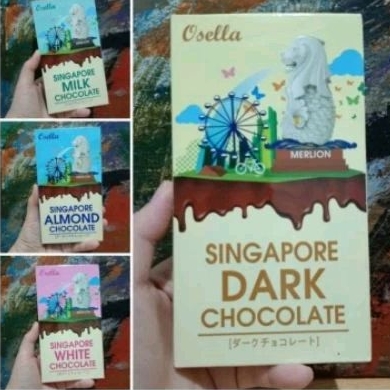 Osella
SINGAPORE
MILK
CHOCOLATE
Osella
SINGAPORE
ALMOND
CHOCOLATE
Osella
SINGAPORE
WHITE
CHOCOLATE
Osella
MERLION
SINGAPORE
DARK
CHOCOLATE
[ダークチョコレート]